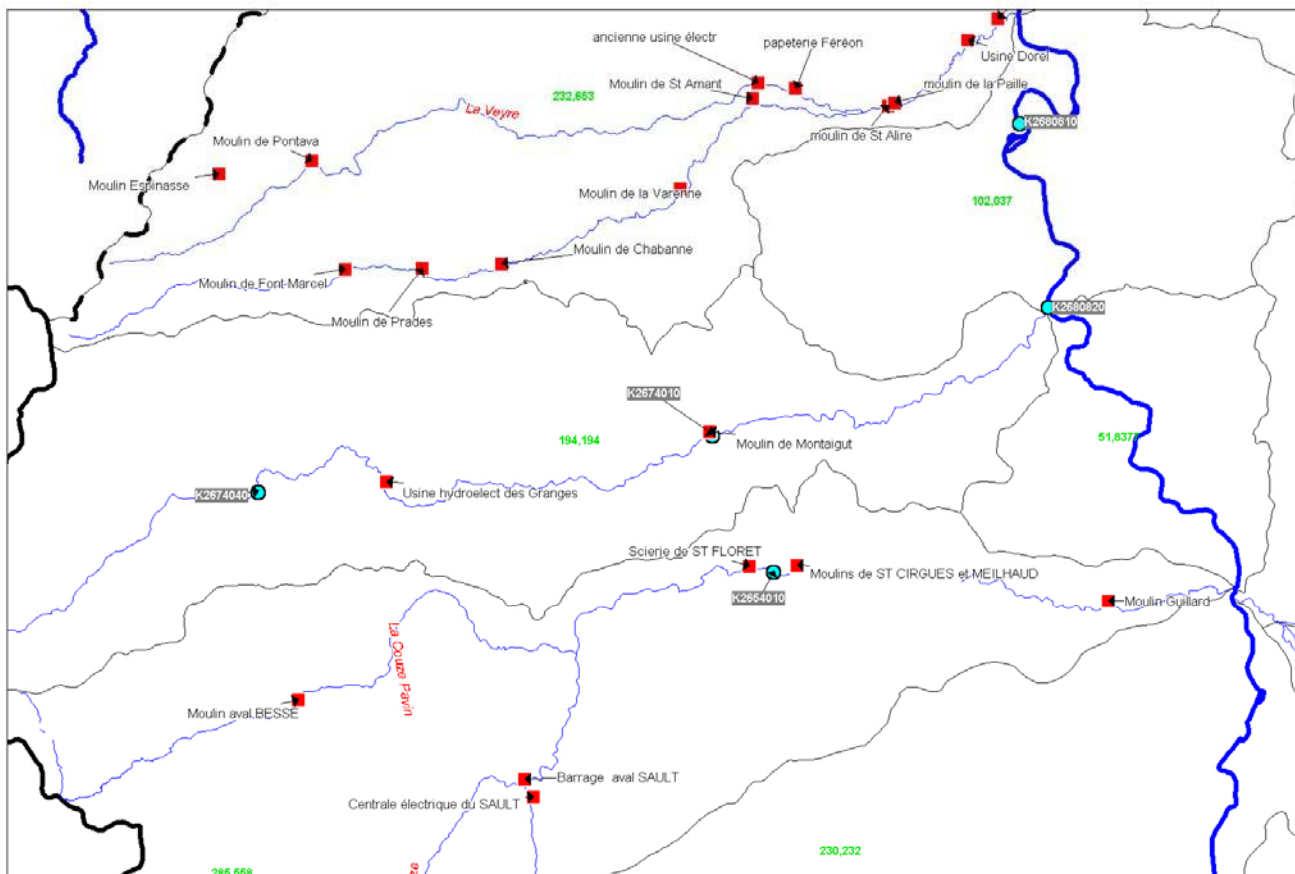 ancienne usine électr
papeterie Féréon
Usine Dorel
Moulin de St Amant
moulin de la Paille
232,653
La Veyre
K2680810
Moulin de Pontava
moulin de St Alire
Moulin Espinasse
Moulin de la Varenne
102,037
Moulin de Chabanne
Moulin de Font-Marcel
K2680820
Moulin de Prades
K2674010
194,194
Moulin de Montaigut
K2674040
Usine hydroelect des Granges
Scierie de ST FLORET
Moulins de ST CIRGUES et MEILHAUD
K2654010
Moulin Guillard
La Couze Pavin
Moulin aval BESSE
Barrage aval SAULT
Centrale électrique du SAULT
230,232
285,558